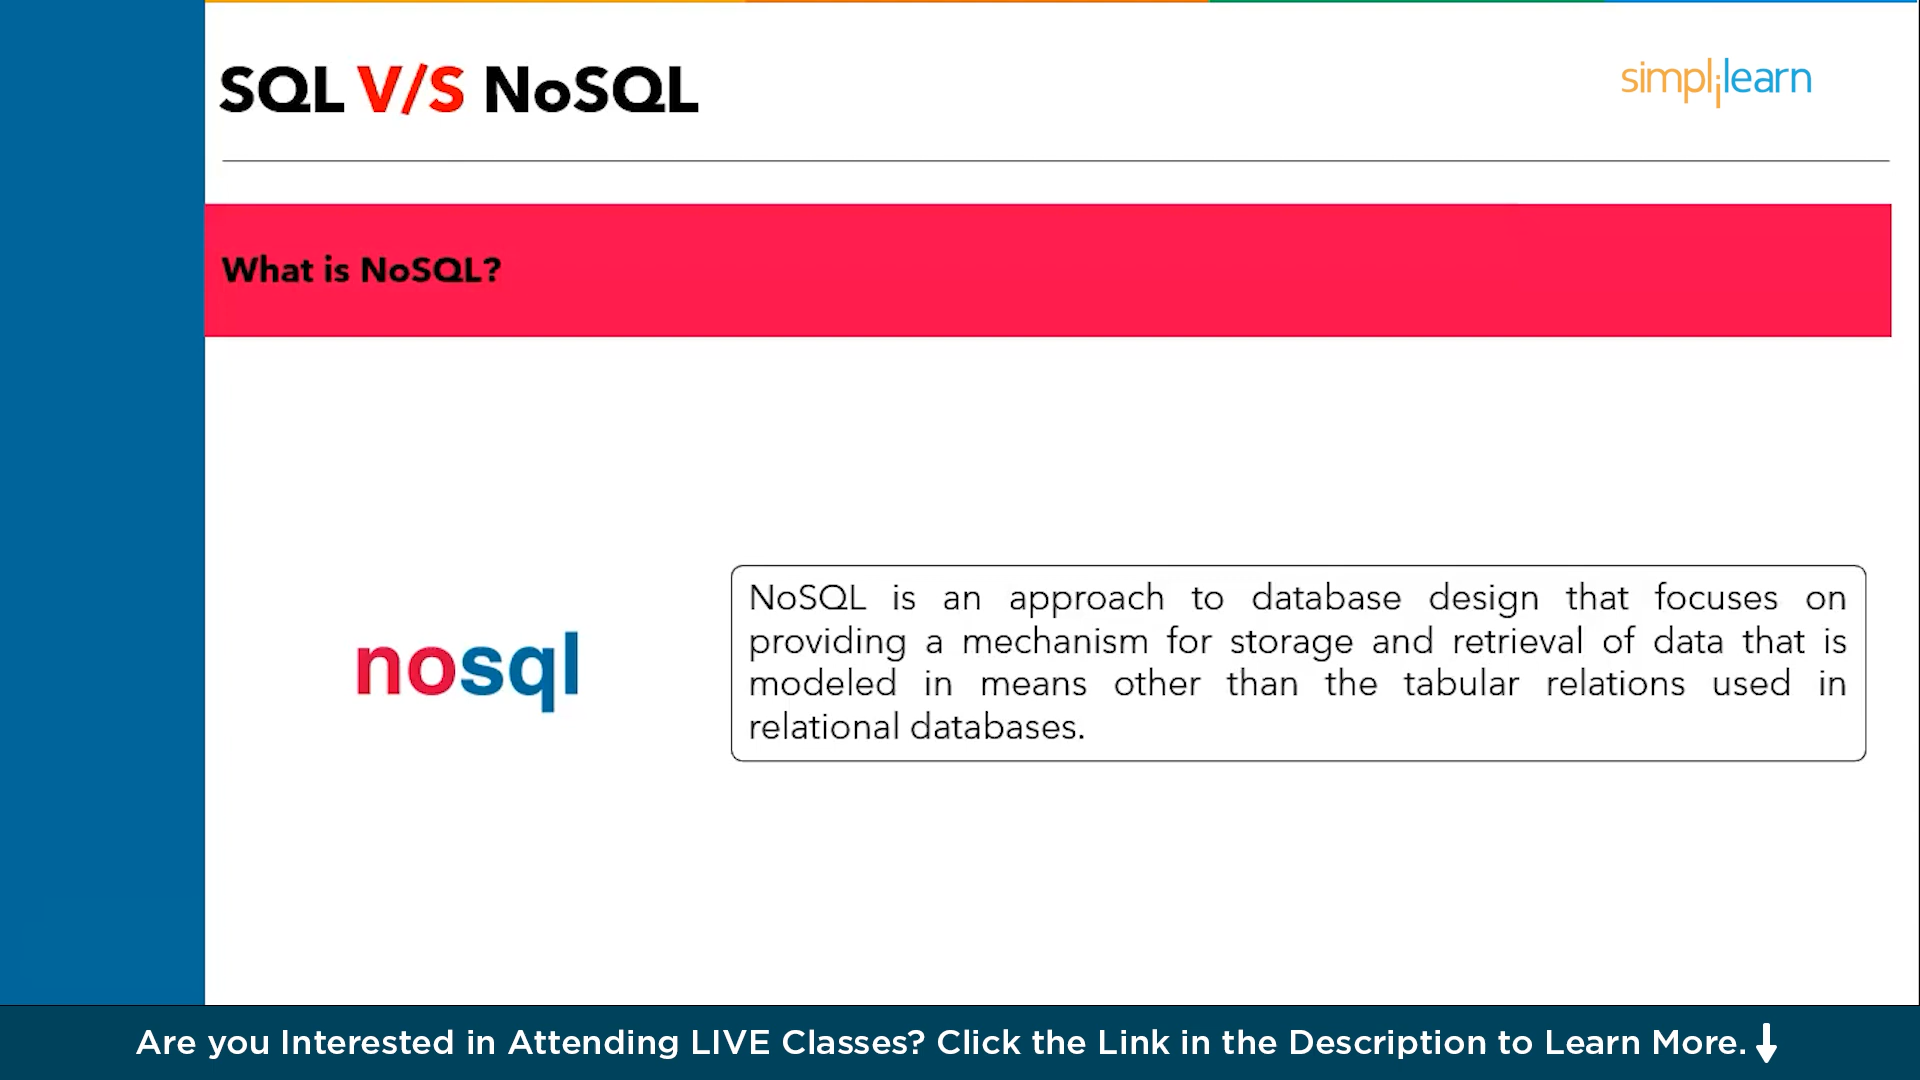 SQL V/S NoSQL
simplilearn
What is NoSQL?
nosql
NoSQL is an approach to database design that focuses on
providing a mechanism for storage and retrieval of data that is
modeled in means other than the tabular relations used in
relational databases.
Are you Interested in Attending LIVE Classes? Click the Link in the Description to Learn More.